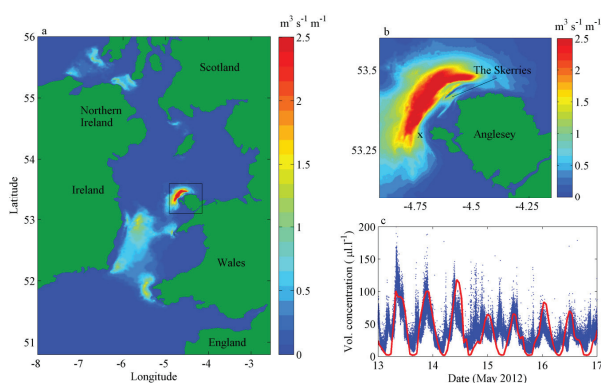 a
m³ s⁻¹ m⁻¹
56
55
54
53
52
51
-8
-7
-6
-5
-4
-3
Latitude
Longitude
Scotland
Northern
Ireland
Ireland
Wales
England
2.5
2
1.5
1
0.5
0
b
m³ s⁻¹ m⁻¹
53.5
53.25
-4.75
-4.5
-4.25
The Skerries
Anglesey
x
2.5
2
1.5
1
0.5
0
c
Vol. concentration ( μl l⁻¹)
200
150
100
50
0
13
14
15
16
17
Date (May 2012)